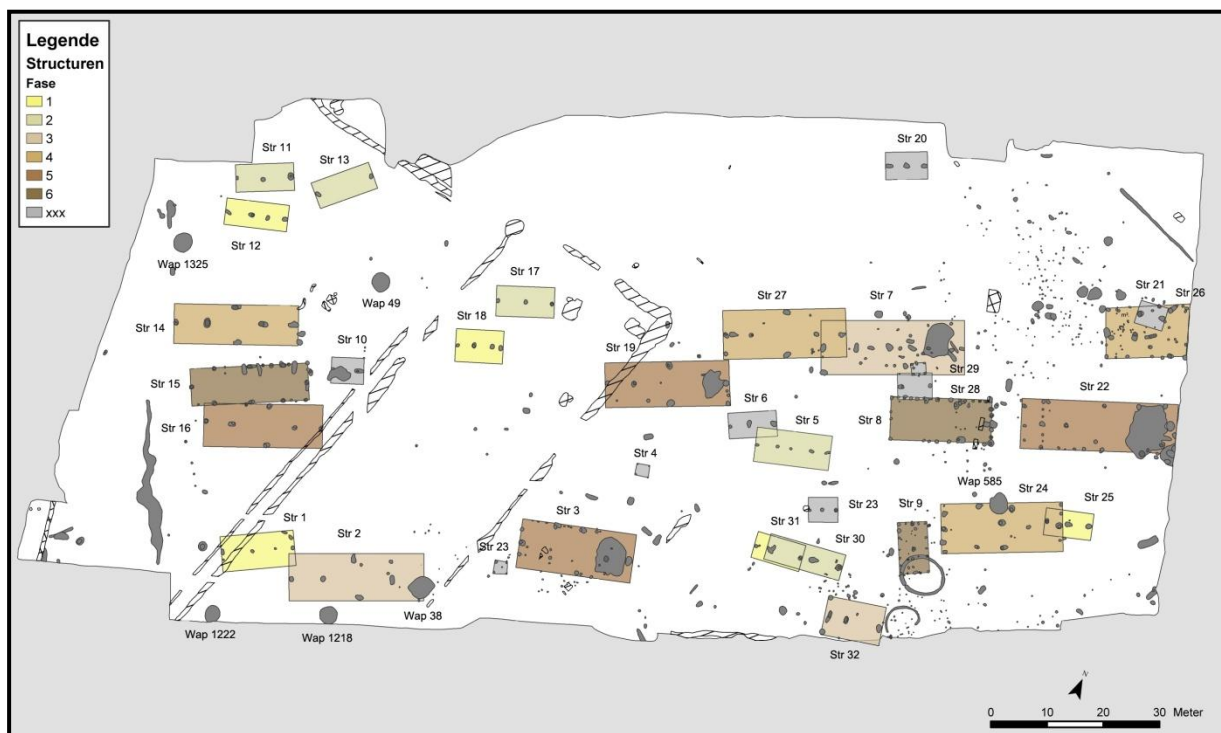 Legende
Structuren
Fase
1
2
3
4
5
6
xxx
Str 11
Str 13
Str 20
Str 12
Wap 1325
Wap 49
Str 17
Str 27
Str 7
Str 21
Str 26
Str 14
Str 18
Str 10
Str 19
Str 29
Str 15
Str 28
Str 22
Str 6
Str 5
Str 8
Str 16
Str 4
Wap 585
Str 24
Str 23
Str 9
Str 25
Str 1
Str 2
Str 3
Str 31
Str 30
Str 23
Wap 38
Wap 1222
Wap 1218
Str 32
N
0 10 20 30 Meter